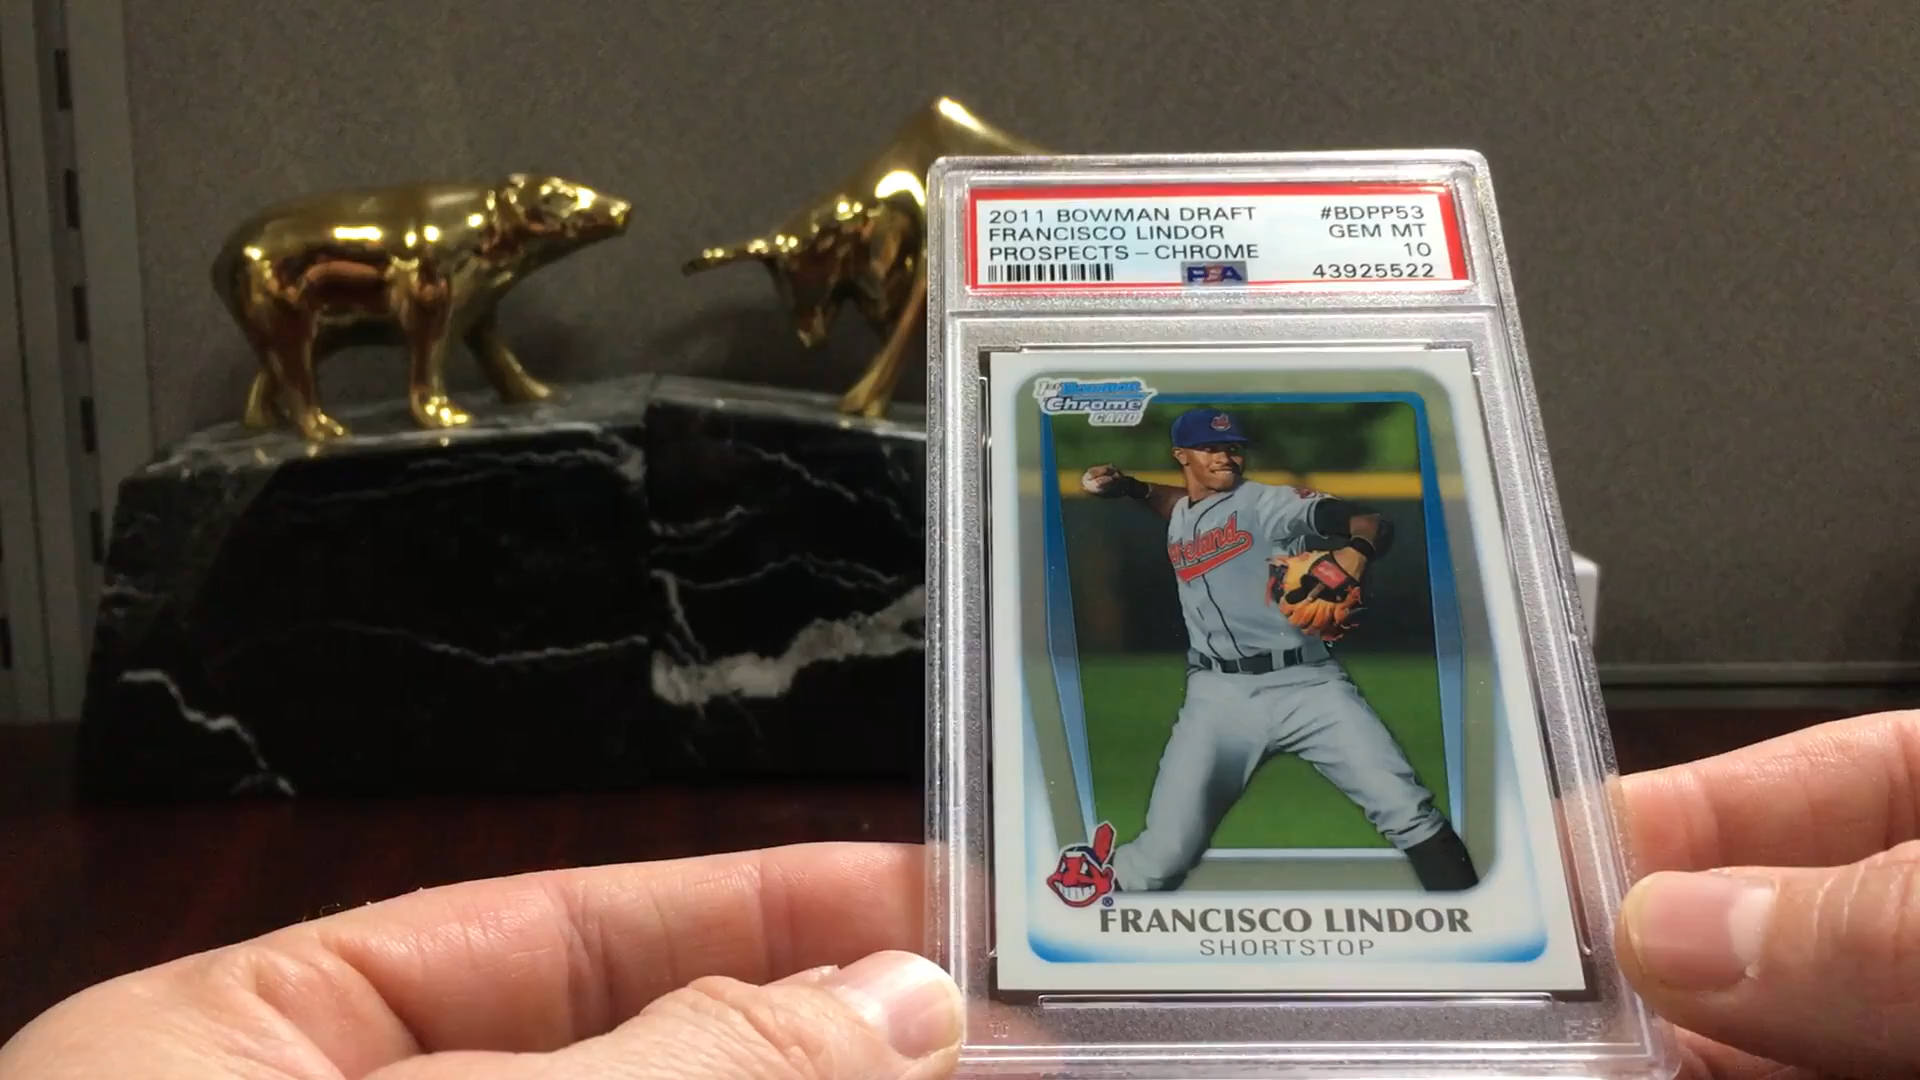 2011 BOWMAN DRAFT #BDPP53
FRANCISCO LINDOR GEM MT
PROSPECTS - CHROME 10
PSA 43925522
1st Bowman
Chrome
CARD
Cleveland
FRANCISCO LINDOR
SHORTSTOP